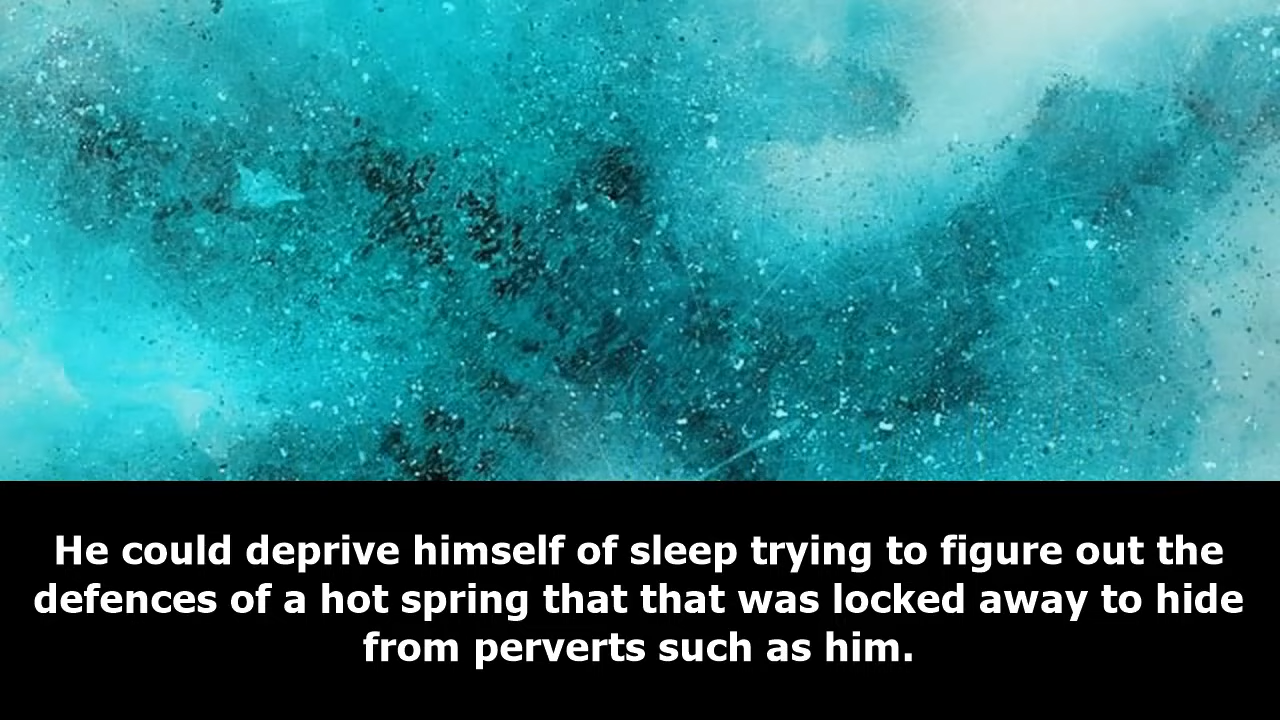 He could deprive himself of sleep trying to figure out the
defences of a hot spring that that was locked away to hide
from perverts such as him.